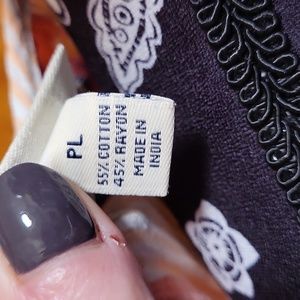 PL
55% COTTON
45% RAYON
MADE IN
INDIA